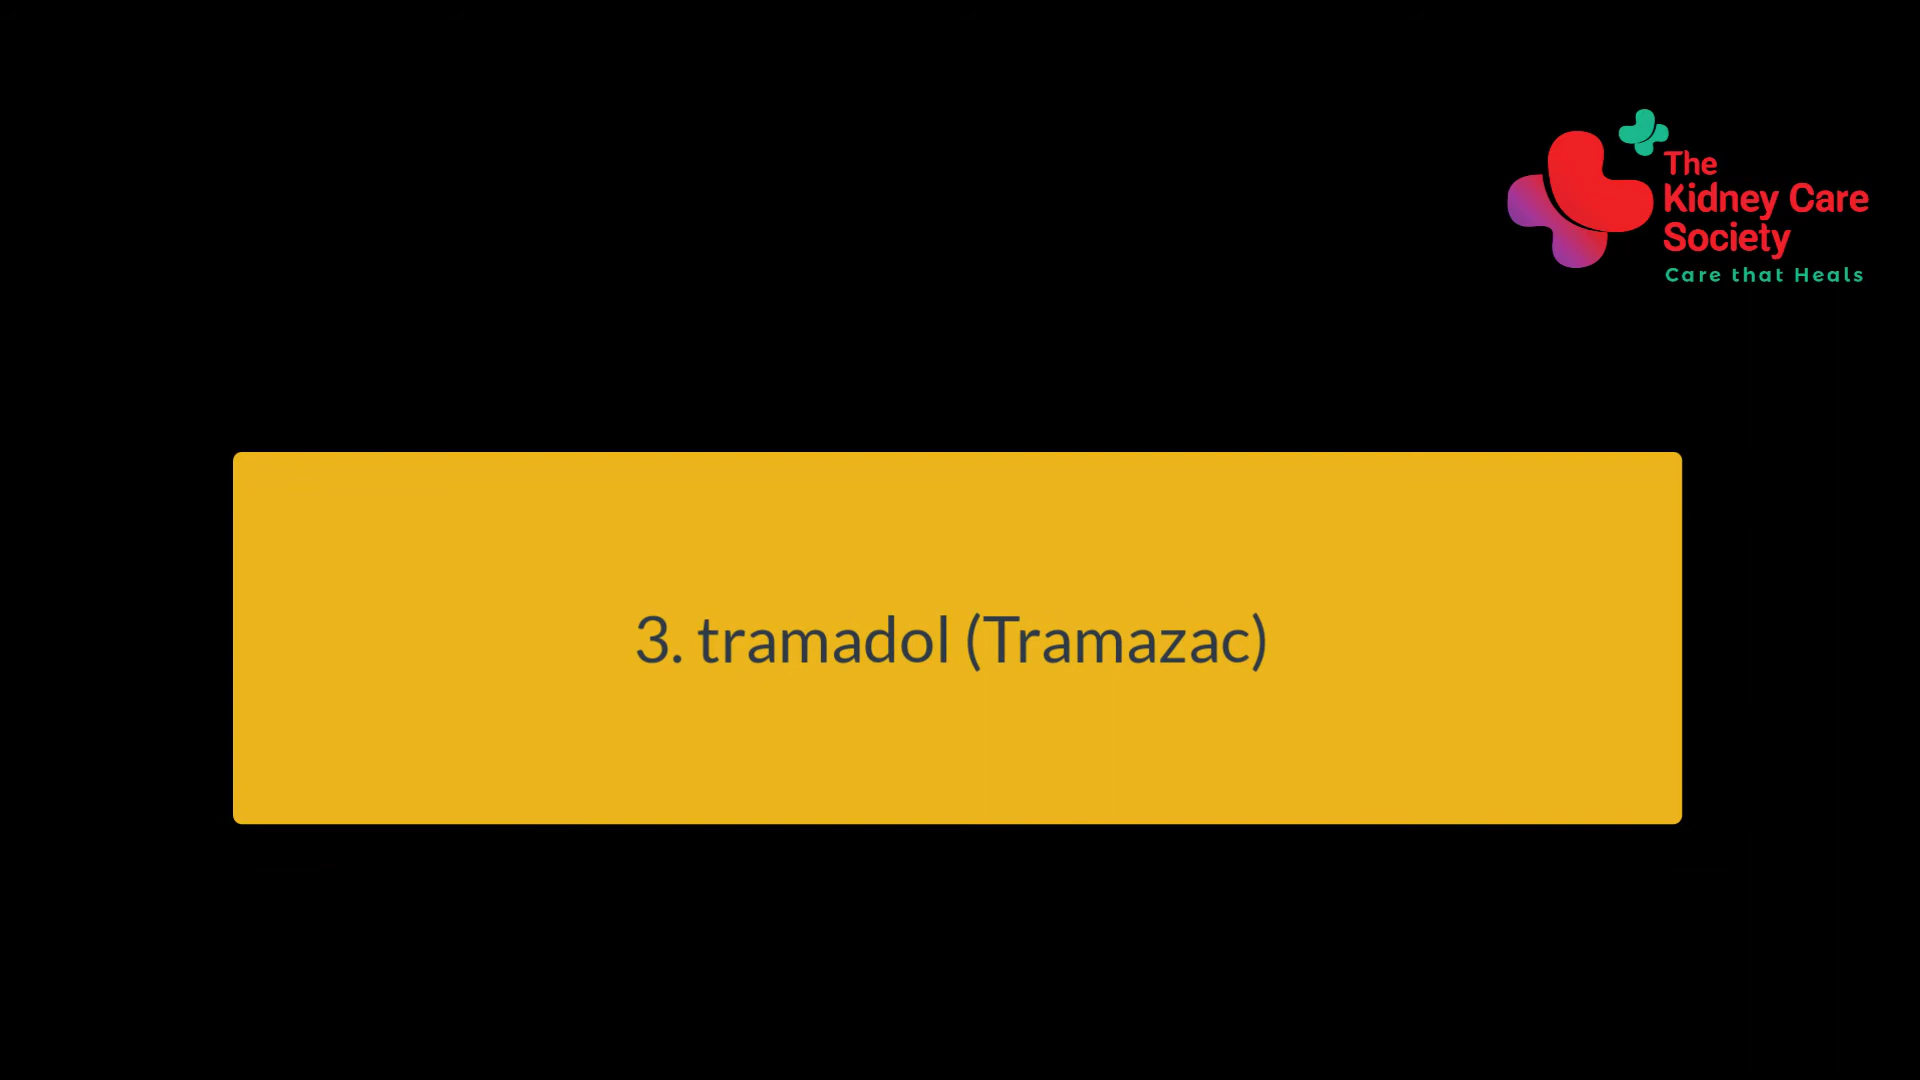 The
Kidney Care
Society
Care that Heals
3. tramadol (Tramazac)